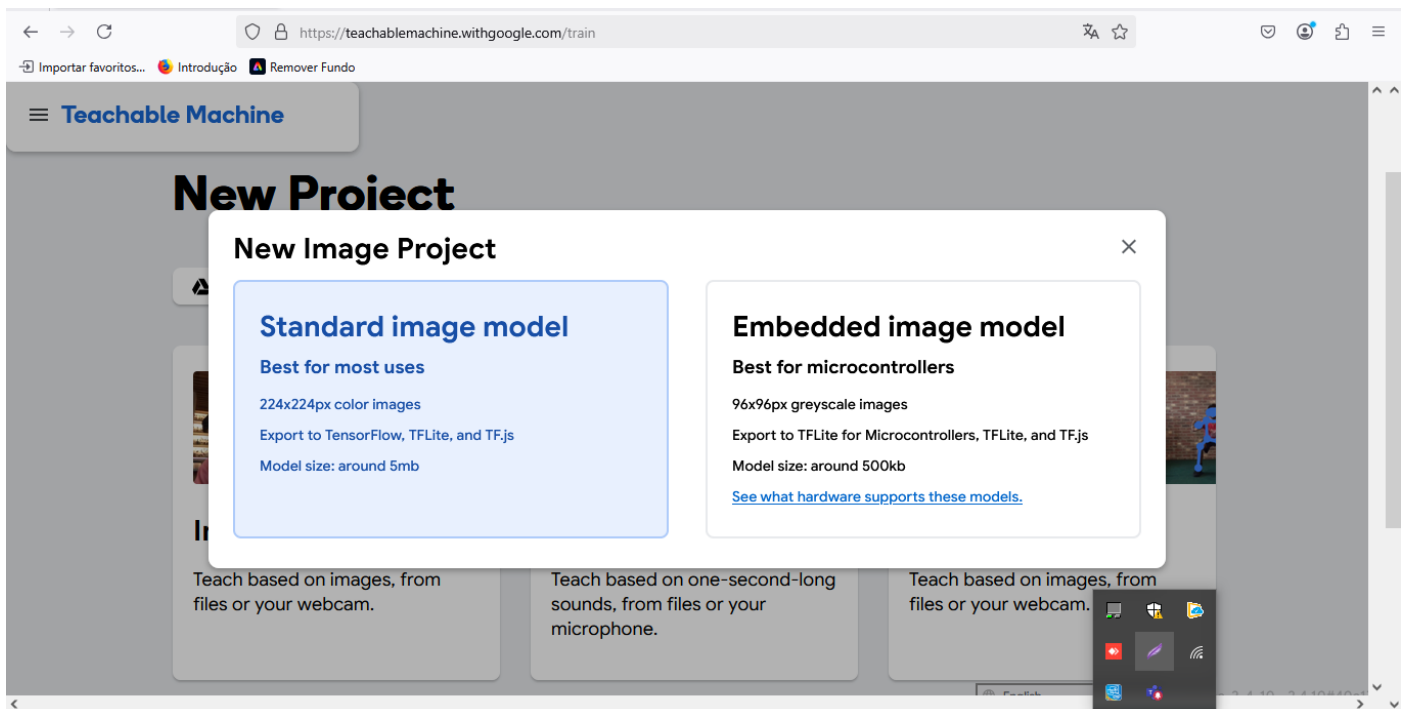 https://teachablemachine.withgoogle.com/train
Importar favoritos... Introdução Remover Fundo
Teachable Machine
New Project
New Image Project
Standard image model
Best for most uses
224x224px color images
Export to TensorFlow, TFLite, and TF.js
Model size: around 5mb
Embedded image model
Best for microcontrollers
96x96px greyscale images
Export to TFLite for Microcontrollers, TFLite, and TF.js
Model size: around 500kb
See what hardware supports these models.
Teach based on images, from
files or your webcam.
Teach based on one-second-long
sounds, from files or your
microphone.
Teach based on images, from
files or your webcam.
English